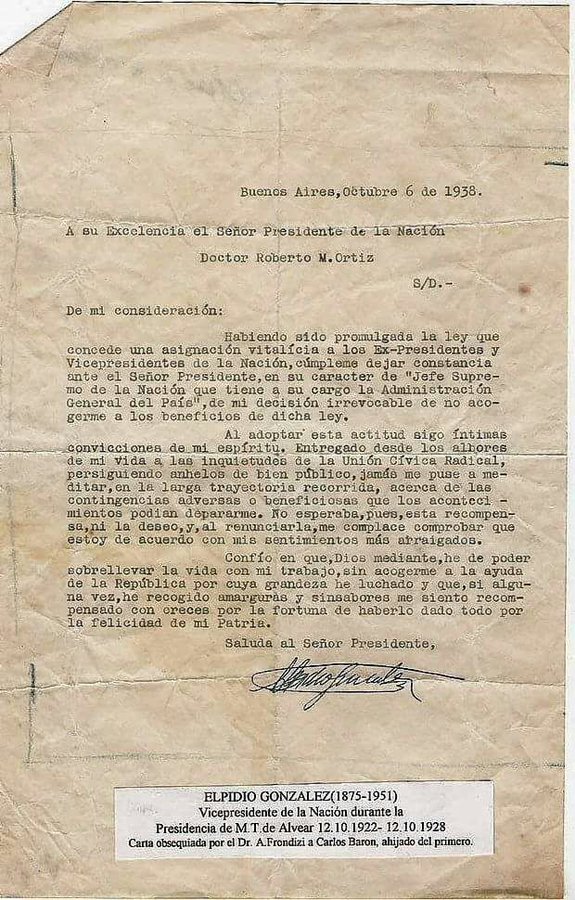 Buenos Aires,Octubre 6 de 1938.
A su Excelencia el Señor Presidente de la Nación
Doctor Roberto M.Ortiz
S/D.-
De mi consideración:
Habiendo sido promulgada la ley que
concede una asignación vitalícia a los Ex-Presidentes y
Vicepresidentes de la Nación,cúmpleme dejar constancia
ante el Señor Presidente,en su caracter de "Jefe Supre-
mo de la Nación que tiene a su cargo la Administración
General del País",de mi decisión irrevocable de no aco-
germe a los beneficios de dicha ley.
Al adoptar esta actitud sigo íntimas
convicciones de mi espíritu. Entregado desde los albores
de mi vida a las inquietudes de la Unión Cívica Radical,
persiguiendo anhelos de bien público,jamás me puse a me-
ditar,en la larga trayectoria recorrida, acerca de las
contingencias adversas o beneficiosas que los aconteci -
mientos podian depararme. No esperaba,pues,esta recompen-
sa,ni la deseo,y,al renunciarla,me complace comprobar que
estoy de acuerdo con mis sentimientos más arraigados.
Confío en que,Dios mediante,he de poder
sobrellevar la vida con mi trabajo,sin acogerme a la ayuda
de la República por cuya grandeza he luchado y que,si algu-
na vez,he recogido amarguras y sinsabores me siento recom-
pensado con creces por la fortuna de haberlo dado todo por
la felicidad de mi Patria.
Saluda al Señor Presidente,
ELPIDIO GONZALEZ(1875-1951)
Vicepresidente de la Nación durante la
Presidencia de M.T.de Alvear 12.10.1922- 12.10.1928
Carta obsequiada por el Dr. A.Frondizi a Carlos Baron, ahijado del primero.